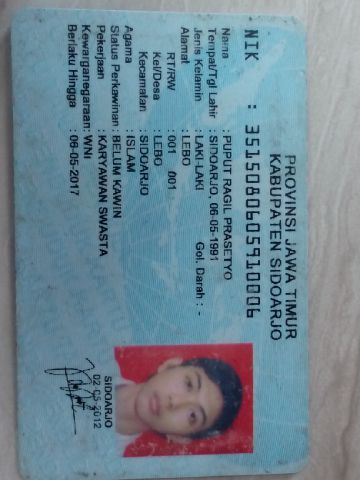 PROVINSI JAWA TIMUR
KABUPATEN SIDOARJO
NIK : 3515080605910006
Nama : PUPUT RAGIL PRASETYO
Tempat/Tgl Lahir : SIDOARJO, 06-05-1991
Jenis Kelamin : LAKI-LAKI Gol. Darah : -
Alamat : LEBO
RT/RW : 001 001
Kel/Desa : LEBO
Kecamatan : SIDOARJO
Agama : ISLAM
Status Perkawinan: BELUM KAWIN
Pekerjaan : KARYAWAN SWASTA
Kewarganegaraan: WNI
Berlaku Hingga : 06-05-2017
SIDOARJO
02-05-2012